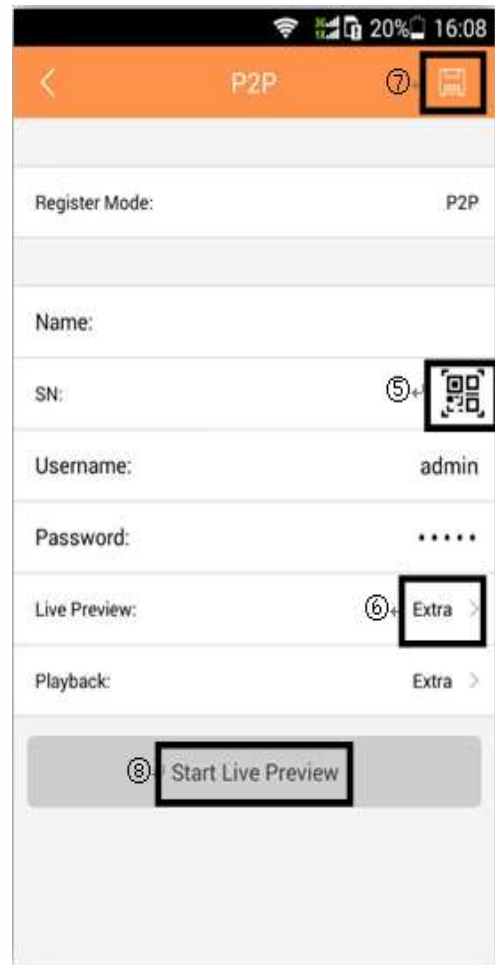 20% 16:08
P2P ⑦
Register Mode: P2P
Name:
SN: ⑤
Username: admin
Password: •••••
Live Preview: ⑥ Extra >
Playback: Extra >
⑧ Start Live Preview